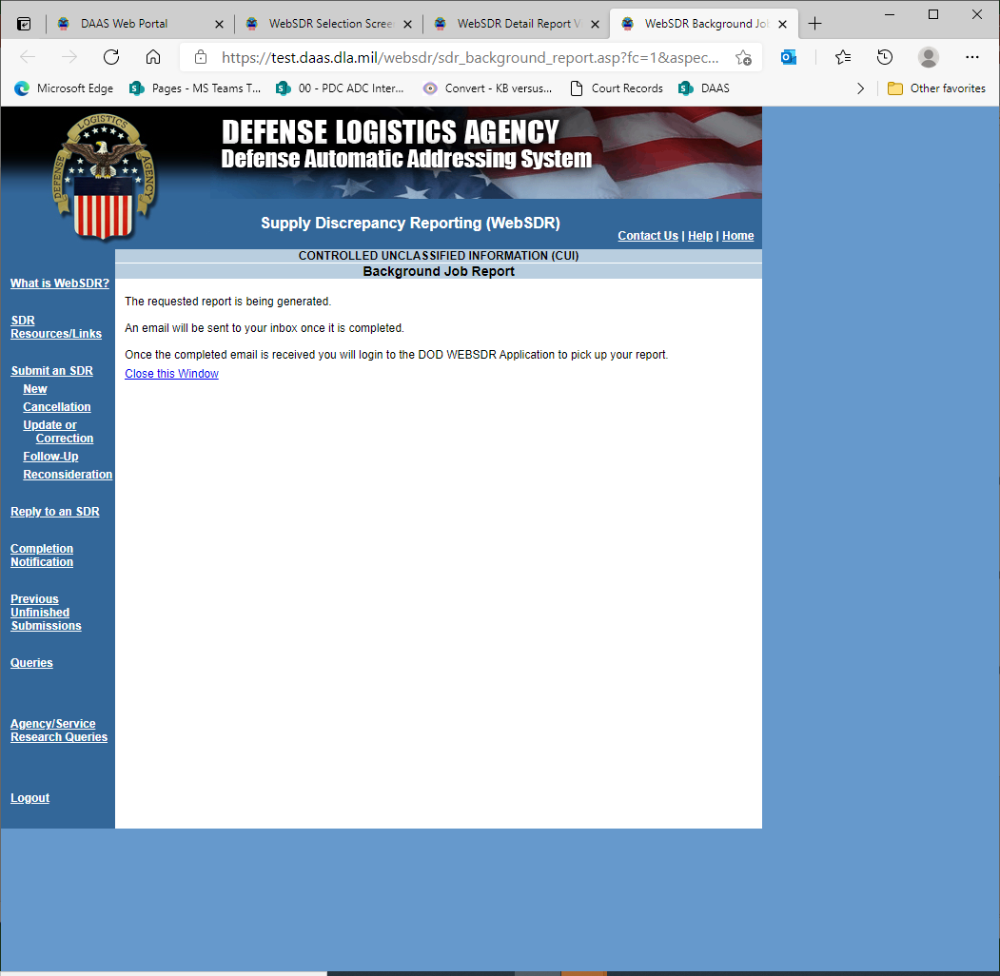 DAAS Web Portal
WebSDR Selection Scree
WebSDR Detail Report V
WebSDR Background Jo
https://test.daas.dla.mil/websdr/sdr_background_report.asp?fc=1&aspec...
Microsoft Edge
Pages - MS Teams T...
00 - PDC ADC Inter...
Convert - KB versus...
Court Records
DAAS
Other favorites
DEFENSE LOGISTICS AGENCY
DEFENSE LOGISTICS AGENCY
Defense Automatic Addressing System
Supply Discrepancy Reporting (WebSDR)
Contact Us | Help | Home
CONTROLLED UNCLASSIFIED INFORMATION (CUI)
Background Job Report
What is WebSDR?
SDR
Resources/Links
Submit an SDR
New
Cancellation
Update or
Correction
Follow-Up
Reconsideration
Reply to an SDR
Completion
Notification
Previous
Unfinished
Submissions
Queries
Agency/Service
Research Queries
Logout
The requested report is being generated.
An email will be sent to your inbox once it is completed.
Once the completed email is received you will login to the DOD WEBSDR Application to pick up your report.
Close this Window